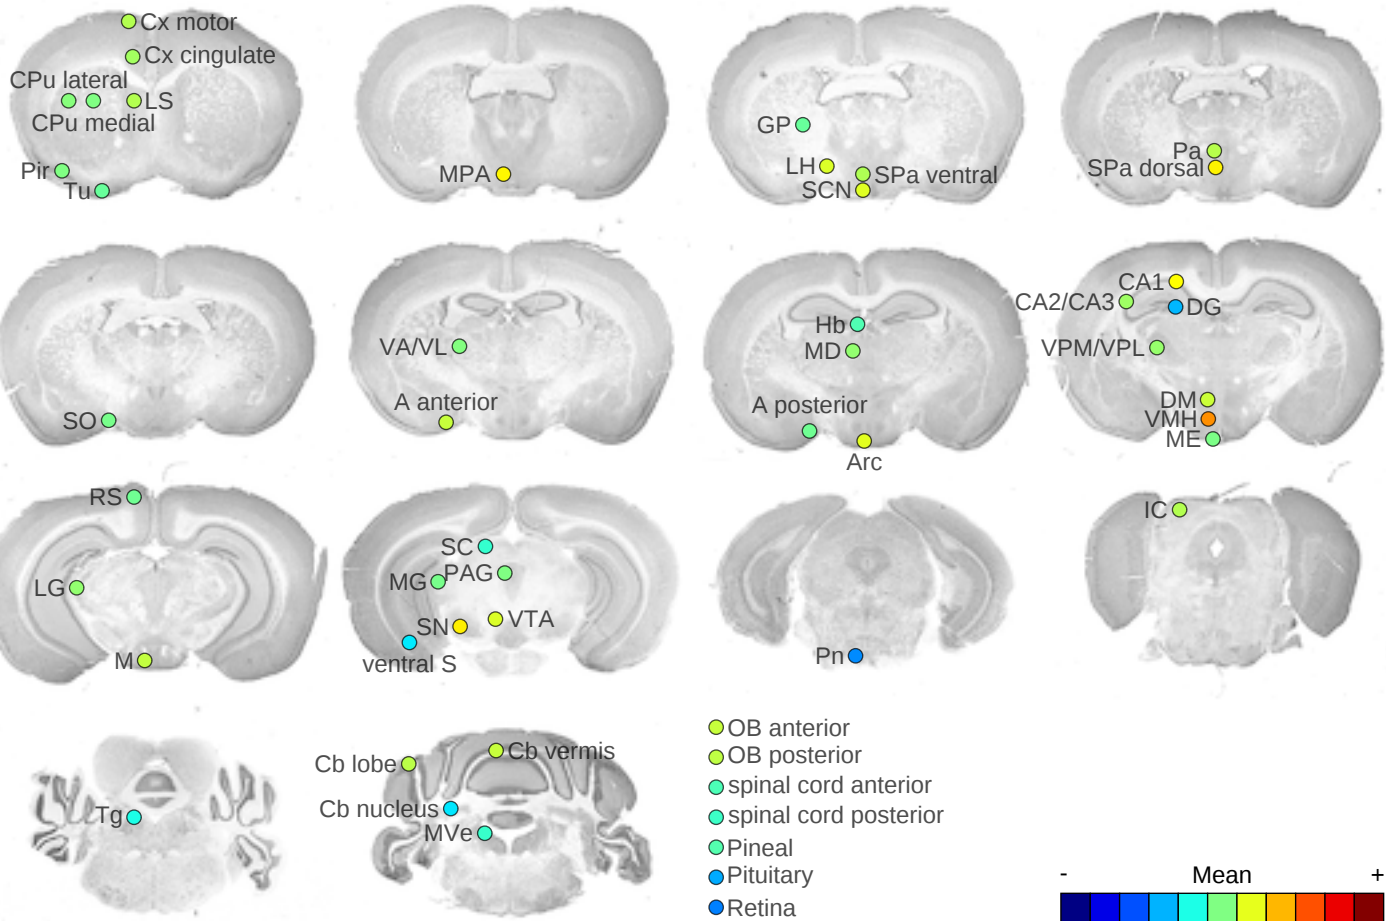 Cx motor
Cx cingulate
CPu lateral
LS
CPu medial
Pir
Tu
MPA
GP
LH
SPa ventral
SCN
Pa
SPa dorsal
SO
VA/VL
A anterior
Hb
MD
A posterior
Arc
CA1
CA2/CA3
DG
VPM/VPL
DM
VMH
ME
RS
LG
M
SC
MG
PAG
SN
VTA
ventral S
Pn
IC
Tg
Cb lobe
Cb vermis
Cb nucleus
MVe
OB anterior
OB posterior
spinal cord anterior
spinal cord posterior
Pineal
Pituitary
Retina
- Mean +